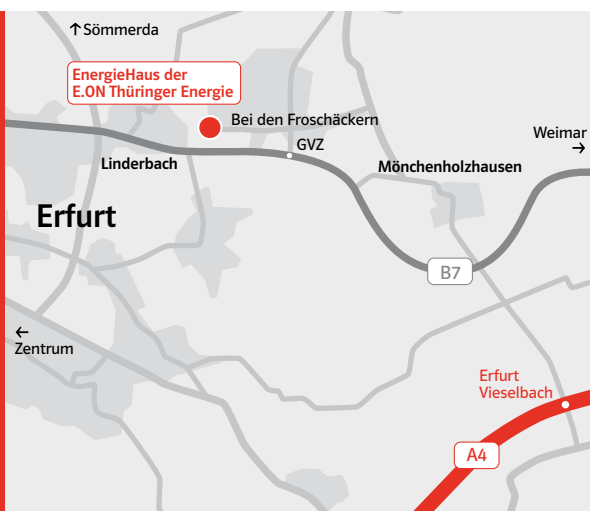 ↑ Sömmerda
EnergieHaus der
E.ON Thüringer Energie
Bei den Froschäckern
Weimar
→
GVZ
Linderbach
Mönchenholzhausen
Erfurt
B7
←
Zentrum
Erfurt
Vieselbach
A4